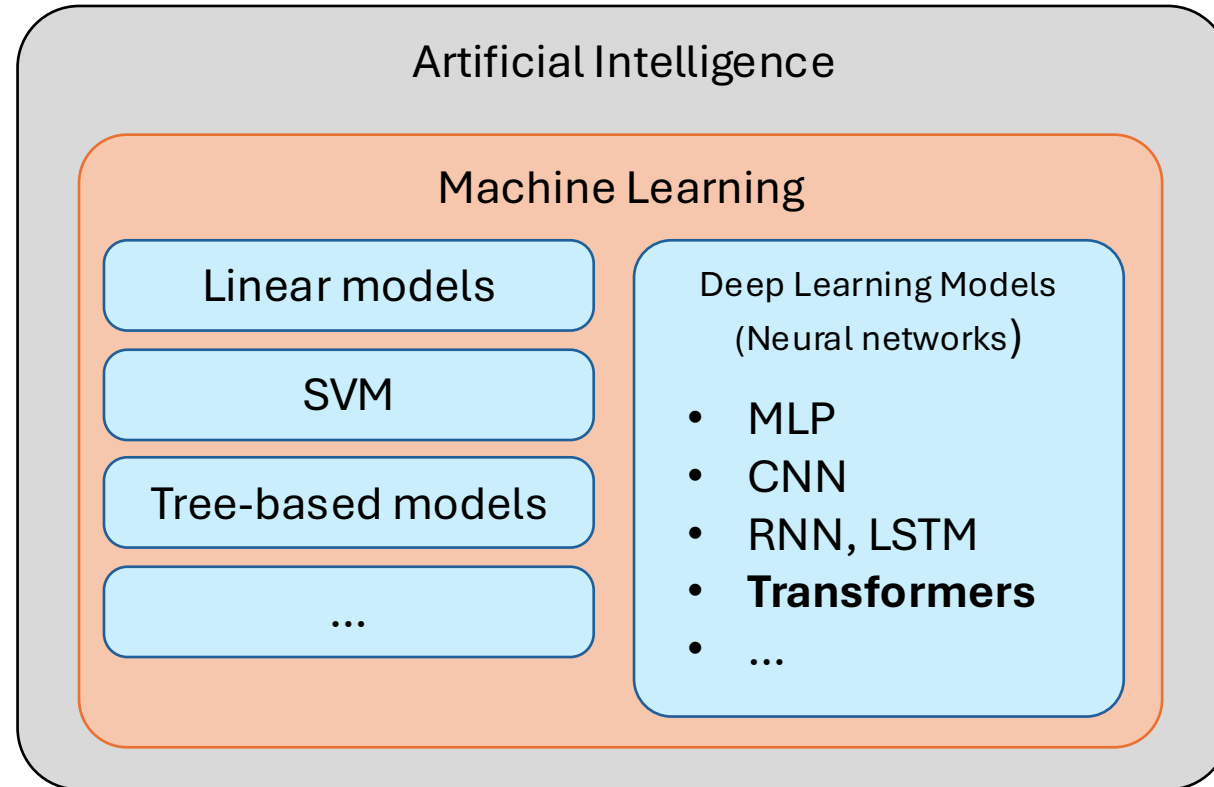 Artificial Intelligence
Machine Learning
Linear models
SVM
Tree-based models
...
Deep Learning Models
(Neural networks)
• MLP
• CNN
• RNN, LSTM
• Transformers
• ...